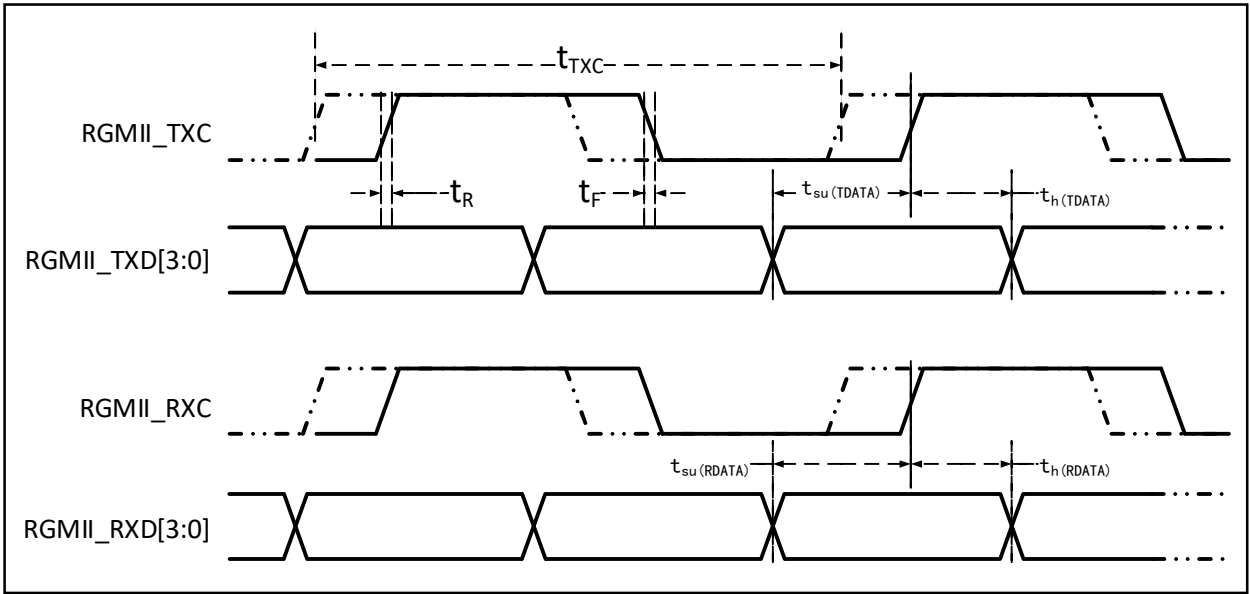 tTXC
RGMII_TXC
tR tF tsu(TDATA) th(TDATA)
RGMII_TXD[3:0]
RGMII_RXC
tsu(RDATA) th(RDATA)
RGMII_RXD[3:0]